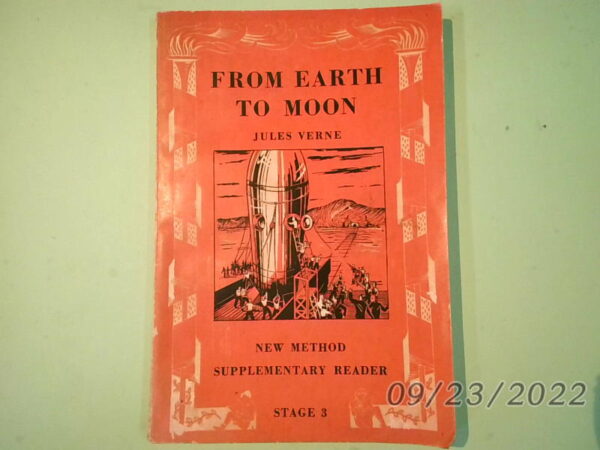 FROM EARTH
TO MOON
JULES VERNE
NEW METHOD
SUPPLEMENTARY READER
STAGE 3
09/23/2022